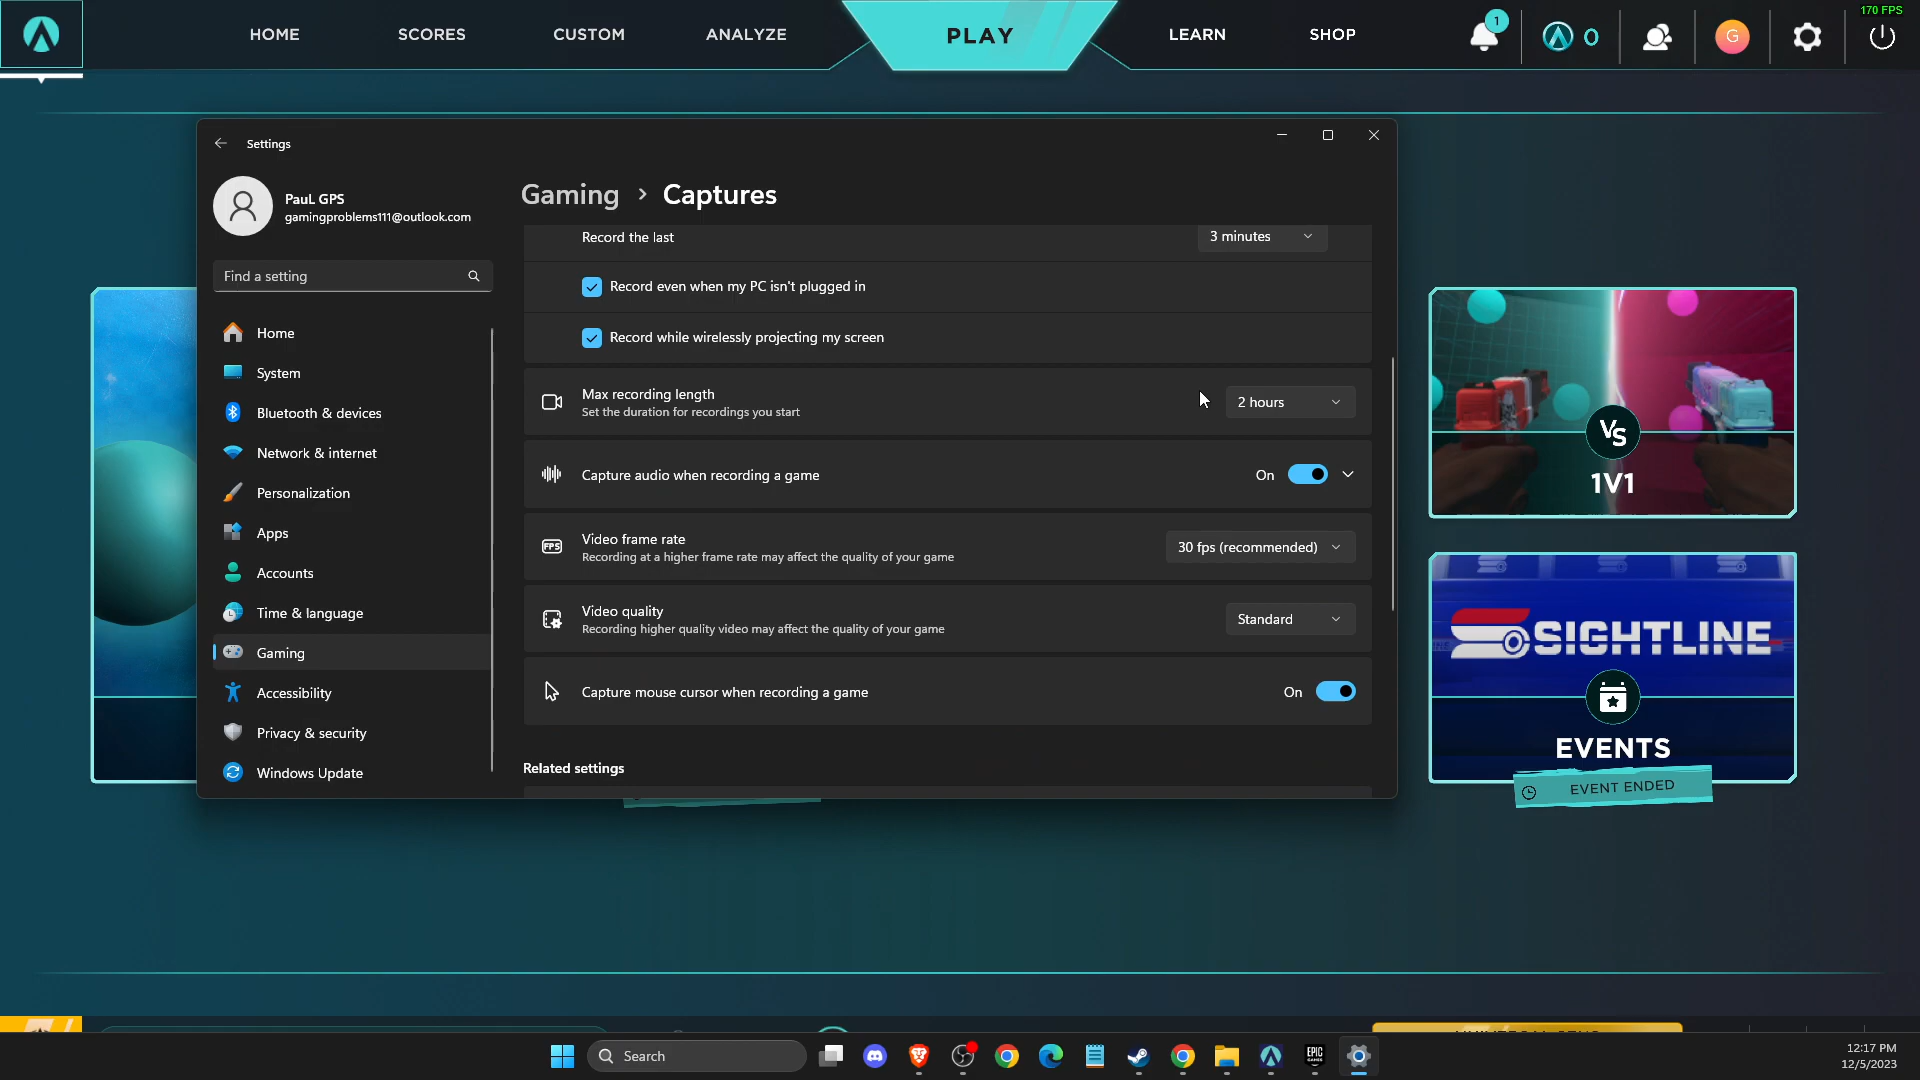 170 FPS
HOME
SCORES
CUSTOM
ANALYZE
PLAY
LEARN
SHOP
1
0
G
Settings
PauL GPS
gamingproblems111@outlook.com
Find a setting
Home
System
Bluetooth & devices
Network & internet
Personalization
Apps
Accounts
Time & language
Gaming
Accessibility
Privacy & security
Windows Update
Gaming > Captures
Record the last
3 minutes
Record even when my PC isn't plugged in
Record while wirelessly projecting my screen
Max recording length
Set the duration for recordings you start
2 hours
Capture audio when recording a game
On
FPS
Video frame rate
Recording at a higher frame rate may affect the quality of your game
30 fps (recommended)
Video quality
Recording higher quality video may affect the quality of your game
Standard
Capture mouse cursor when recording a game
On
Related settings
VS
1V1
SIGHTLINE
EVENTS
EVENT ENDED
Search
EPIC
GAMES
12:17 PM
12/5/2023